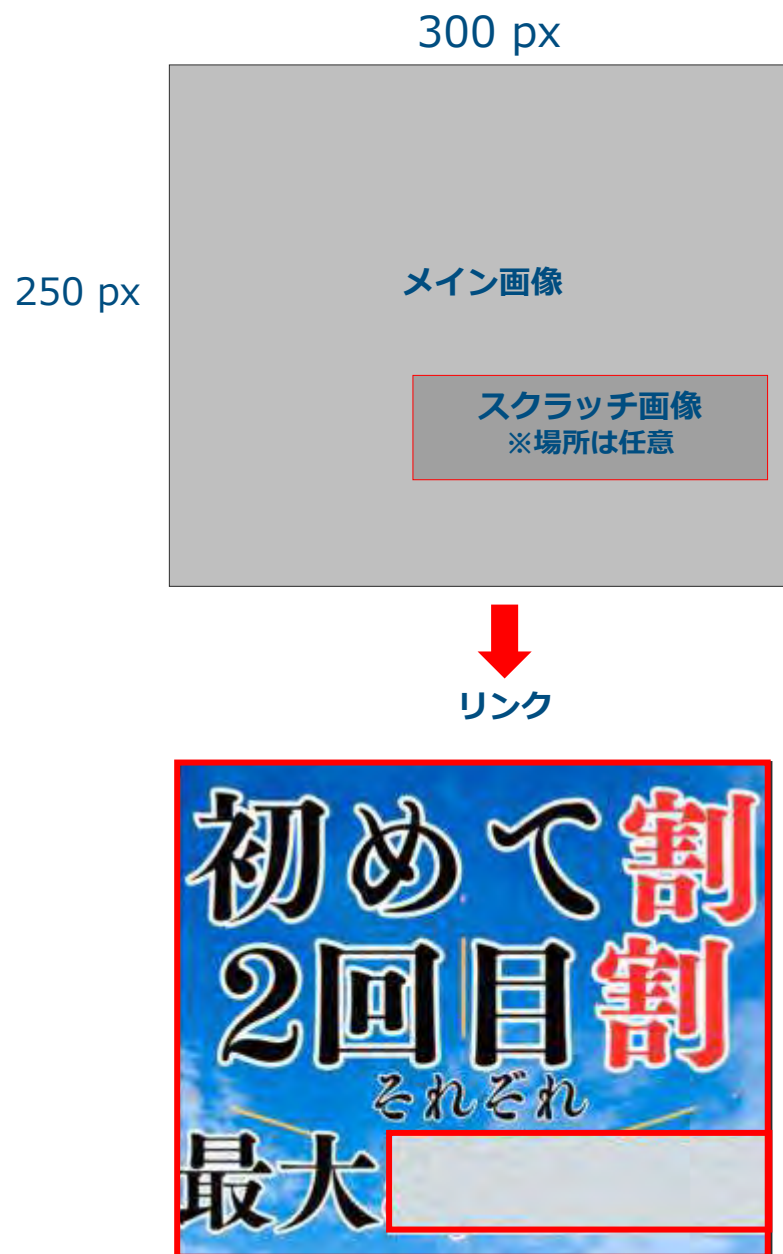 300 px
250 px
メイン画像
スクラッチ画像
※場所は任意
リンク
初めて割
2回目割
それぞれ
最大